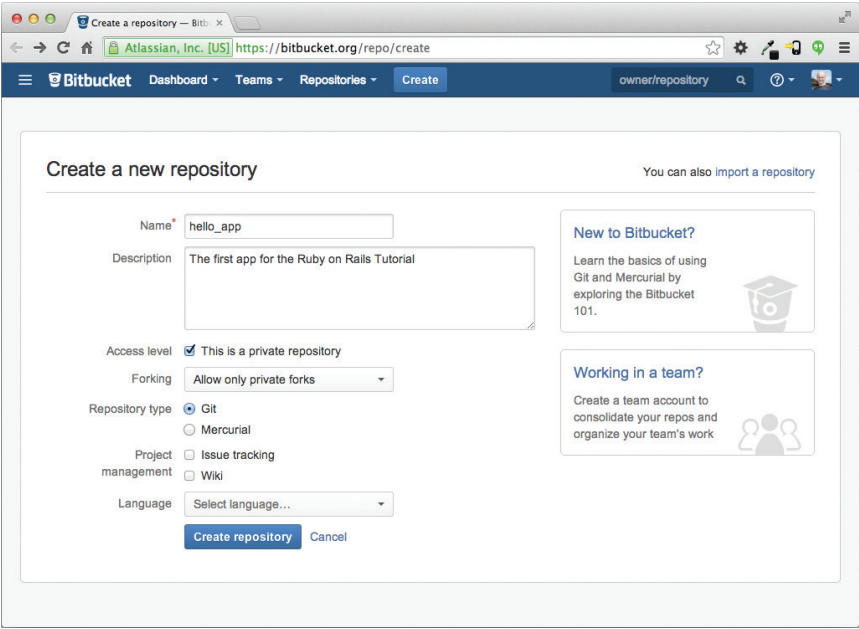 Create a repository — Bitb
Atlassian, Inc. [US] https://bitbucket.org/repo/create
Bitbucket Dashboard Teams Repositories Create owner/repository
Create a new repository
You can also import a repository
Name*
hello_app
Description
The first app for the Ruby on Rails Tutorial
Access level This is a private repository
Forking Allow only private forks
Repository type Git
Mercurial
Project
management
Issue tracking
Wiki
Language Select language...
Create repository Cancel
New to Bitbucket?
Learn the basics of using
Git and Mercurial by
exploring the Bitbucket
101.
Working in a team?
Create a team account to
consolidate your repos and
organize your team's work